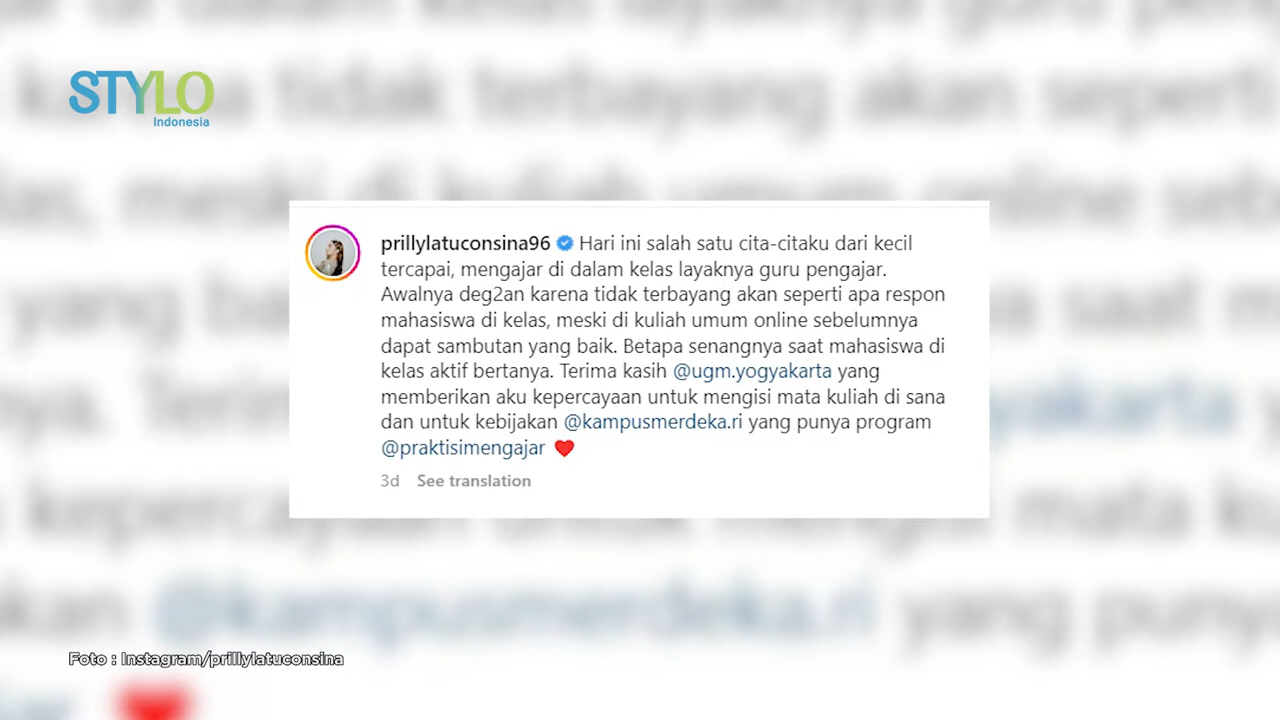 STYLO
Indonesia
prillylatuconsina96 Hari ini salah satu cita-citaku dari kecil
tercapai, mengajar di dalam kelas layaknya guru pengajar.
Awalnya deg2an karena tidak terbayang akan seperti apa respon
mahasiswa di kelas, meski di kuliah umum online sebelumnya
dapat sambutan yang baik. Betapa senangnya saat mahasiswa di
kelas aktif bertanya. Terima kasih @ugm.yogyakarta yang
memberikan aku kepercayaan untuk mengisi mata kuliah di sana
dan untuk kebijakan @kampusmerdeka.ri yang punya program
@praktisimengajar ❤️
3d See translation
Foto : Instagram/prillylatuconsina